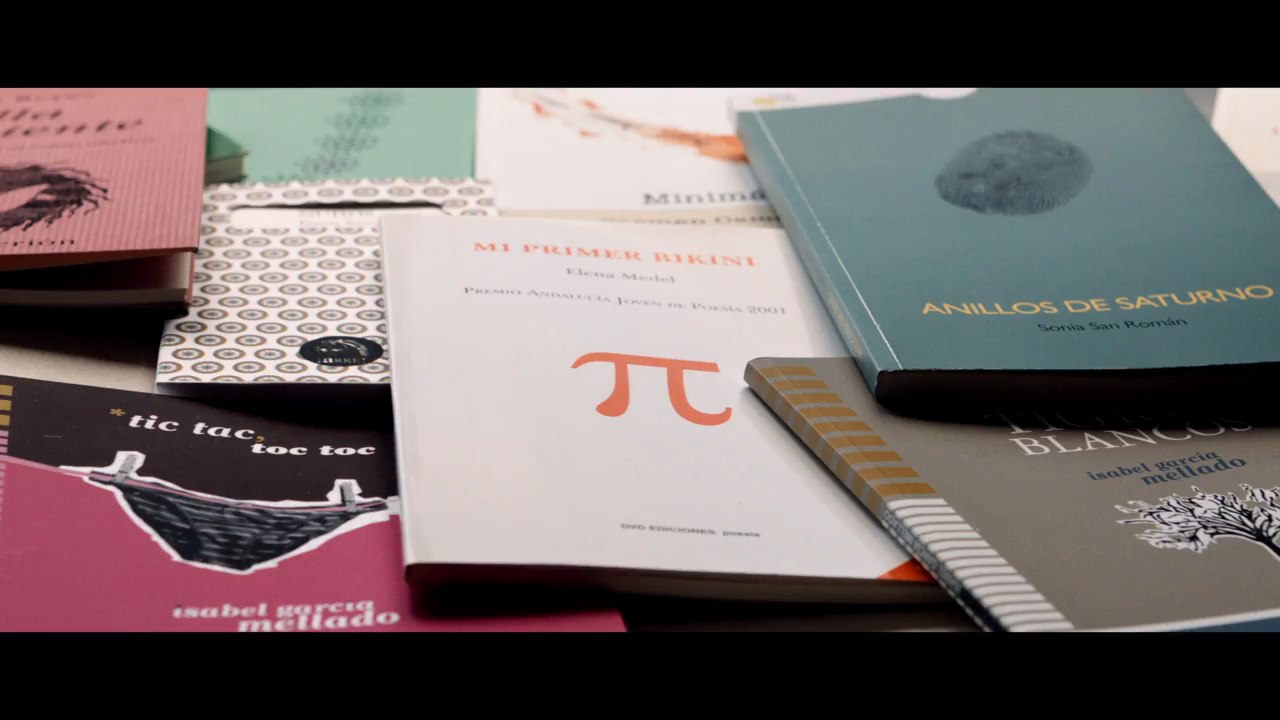 MI PRIMER BIKINI
Elena Medel
PREMIO ANDALUCÍA JOVEN DE POESÍA 2001
π
DVD EDICIONES, poesía
ANILLOS DE SATURNO
Sonia San Román
BLANCOS
isabel garcía
mellado
*tic tac,
toc toc
isabel garcía
mellado